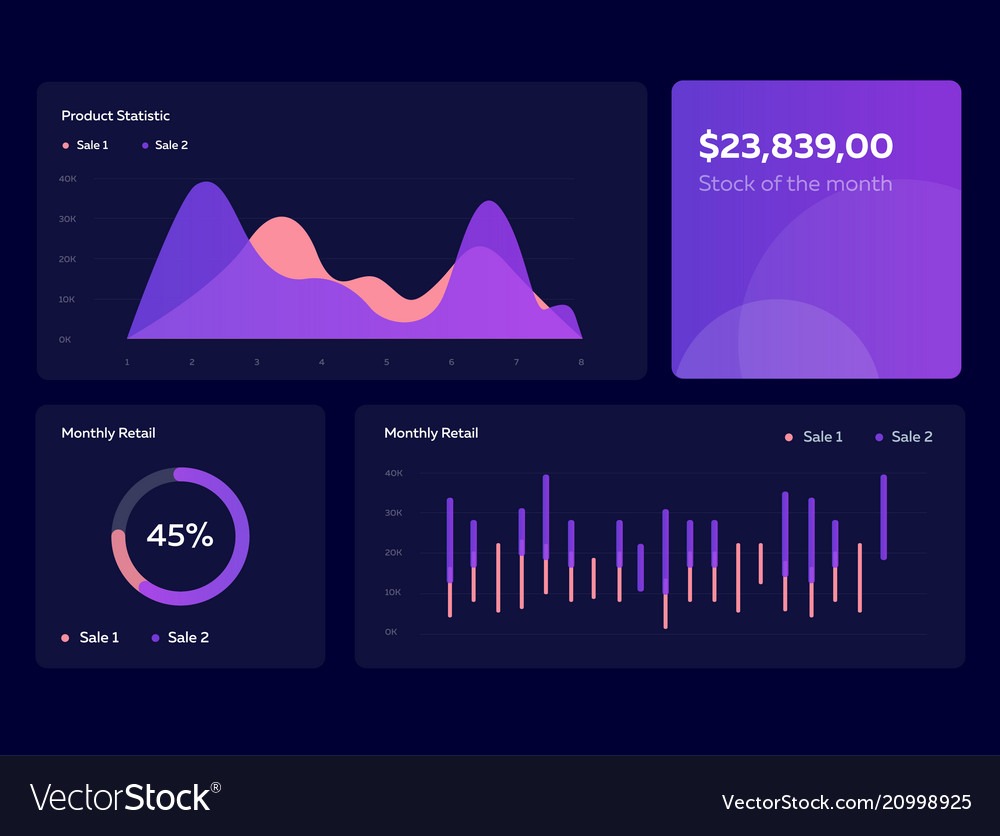 Product Statistic
Sale 1 Sale 2
40K
30K
20K
10K
0K
1 2 3 4 5 6 7 8
$23,839,00
Stock of the month
Monthly Retail
45%
Sale 1 Sale 2
Monthly Retail
Sale 1 Sale 2
40K
30K
20K
10K
0K
VectorStock®
VectorStock.com/20998925